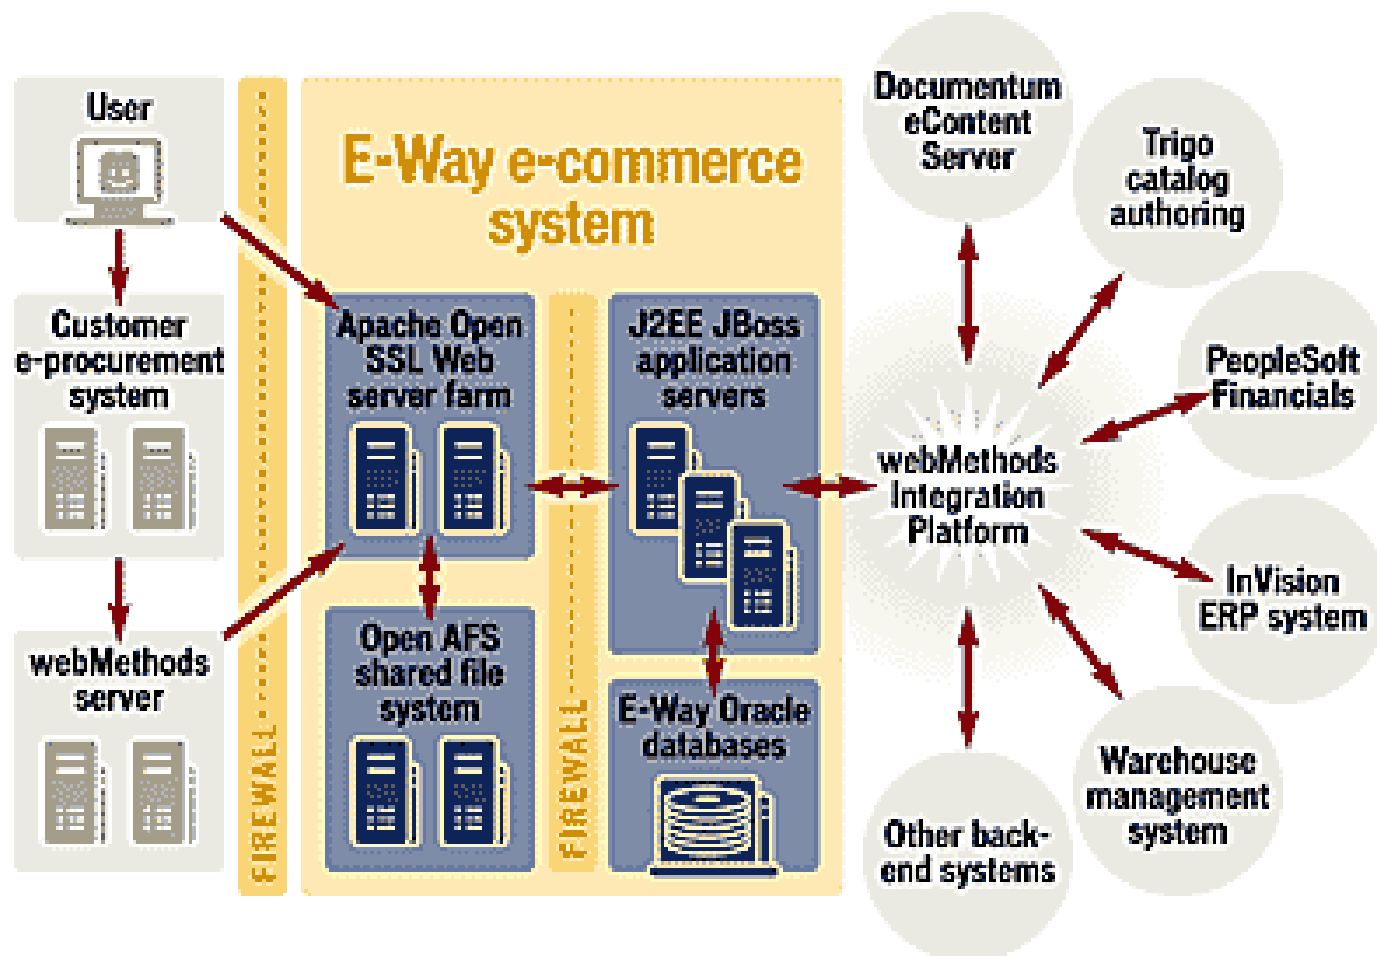 User
Customer
e-procurement
system
webMethods
server
FIREWALL
E-Way e-commerce
system
Apache Open
SSL Web
server farm
Open AFS
shared file
system
FIREWALL
J2EE JBoss
application
servers
E-Way Oracle
databases
webMethods
Integration
Platform
Documentum
eContent
Server
Trigo
catalog
authoring
PeopleSoft
Financials
InVision
ERP system
Warehouse
management
system
Other back-
end systems